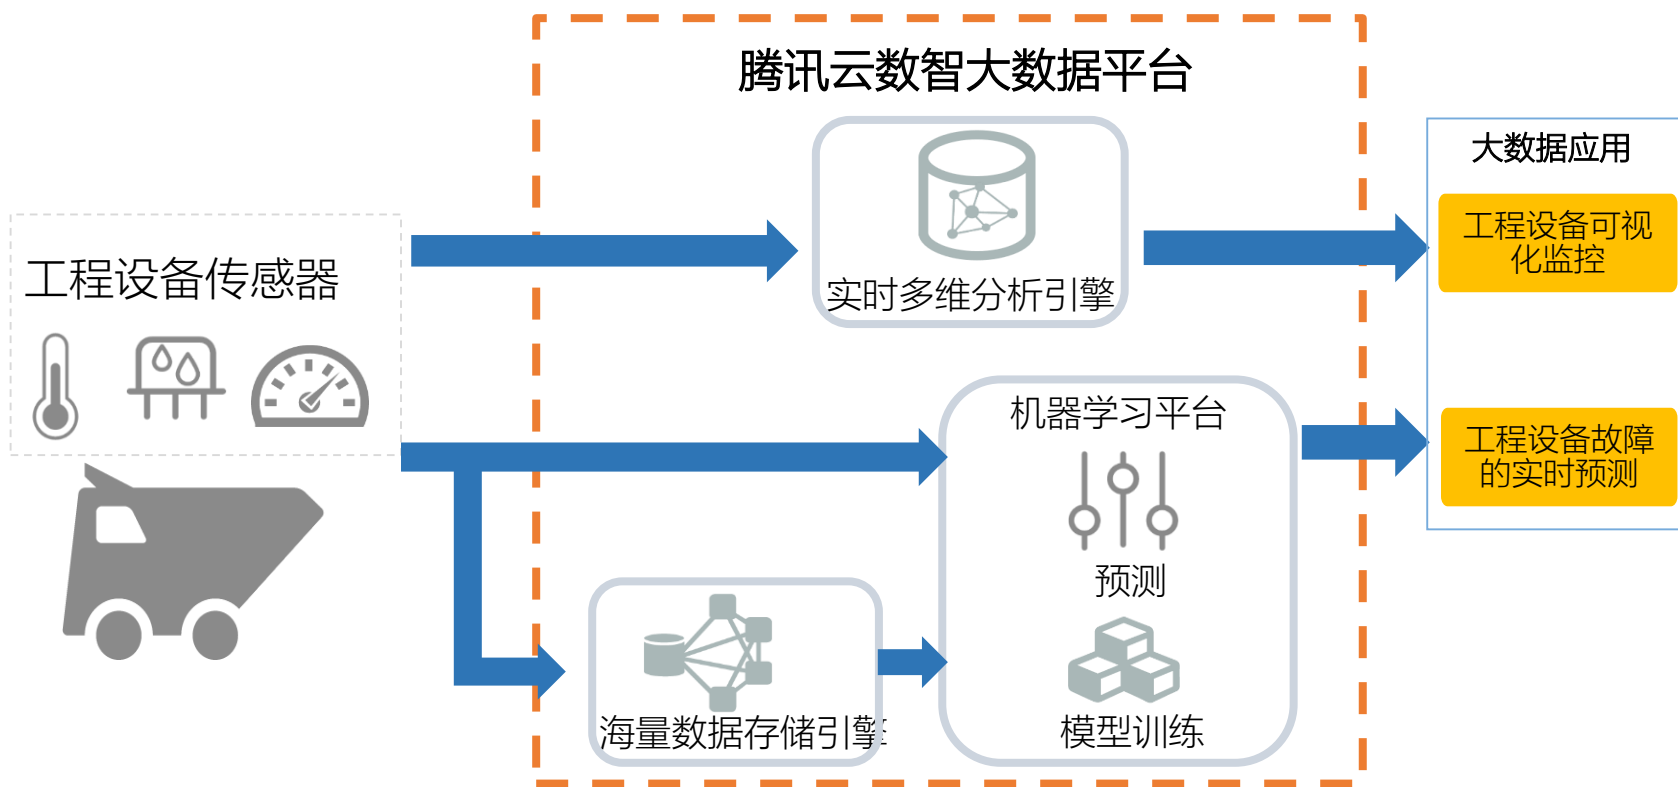 腾讯云数智大数据平台
大数据应用
工程设备传感器
实时多维分析引擎
工程设备可视
化监控
机器学习平台
预测
模型训练
海量数据存储引擎
工程设备故障
的实时预测